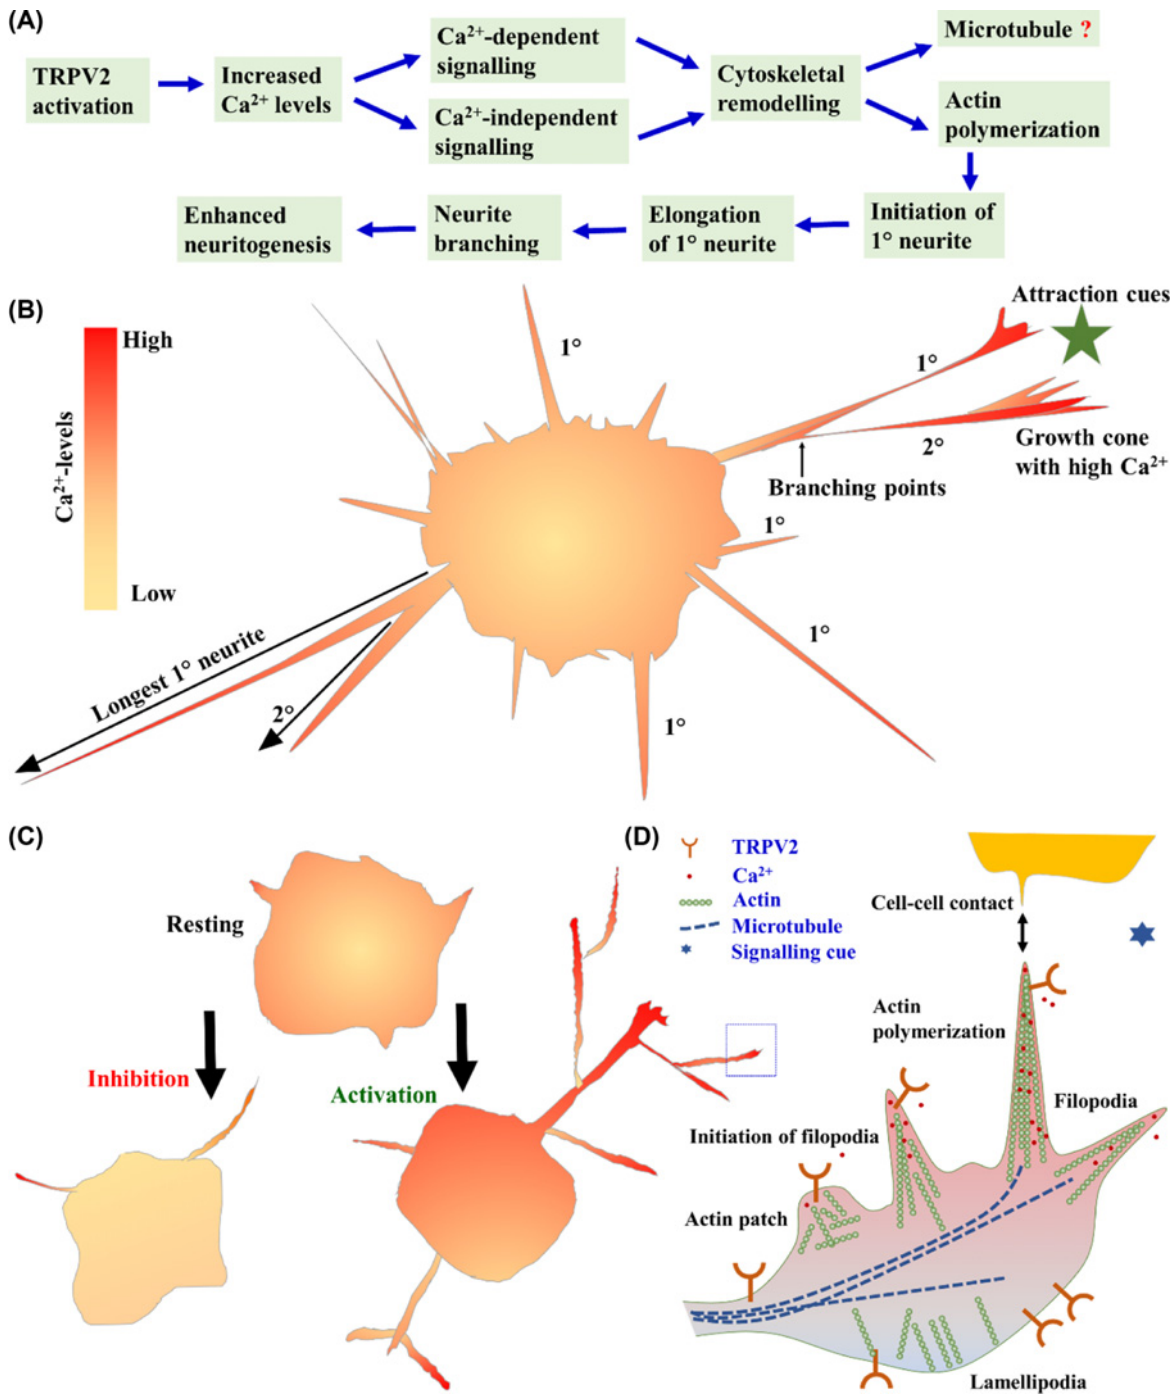 (A)
TRPV2
activation
Increased
Ca²⁺ levels
Ca²⁺-dependent
signalling
Ca²⁺-independent
signalling
Cytoskeletal
remodelling
Microtubule ?
Actin
polymerization
Initiation of
1° neurite
Elongation
of 1° neurite
Neurite
branching
Enhanced
neuritogenesis
(B)
High
Ca²⁺-levels
Low
1°
1°
Attraction cues
2°
Growth cone
with high Ca²⁺
Branching points
1°
1°
1°
Longest 1° neurite
2°
(C)
Resting
Inhibition
Activation
(D)
TRPV2
Ca²⁺
Actin
Microtubule
Signalling cue
Cell-cell contact
Actin
polymerization
Filopodia
Initiation of filopodia
Actin patch
Lamellipodia